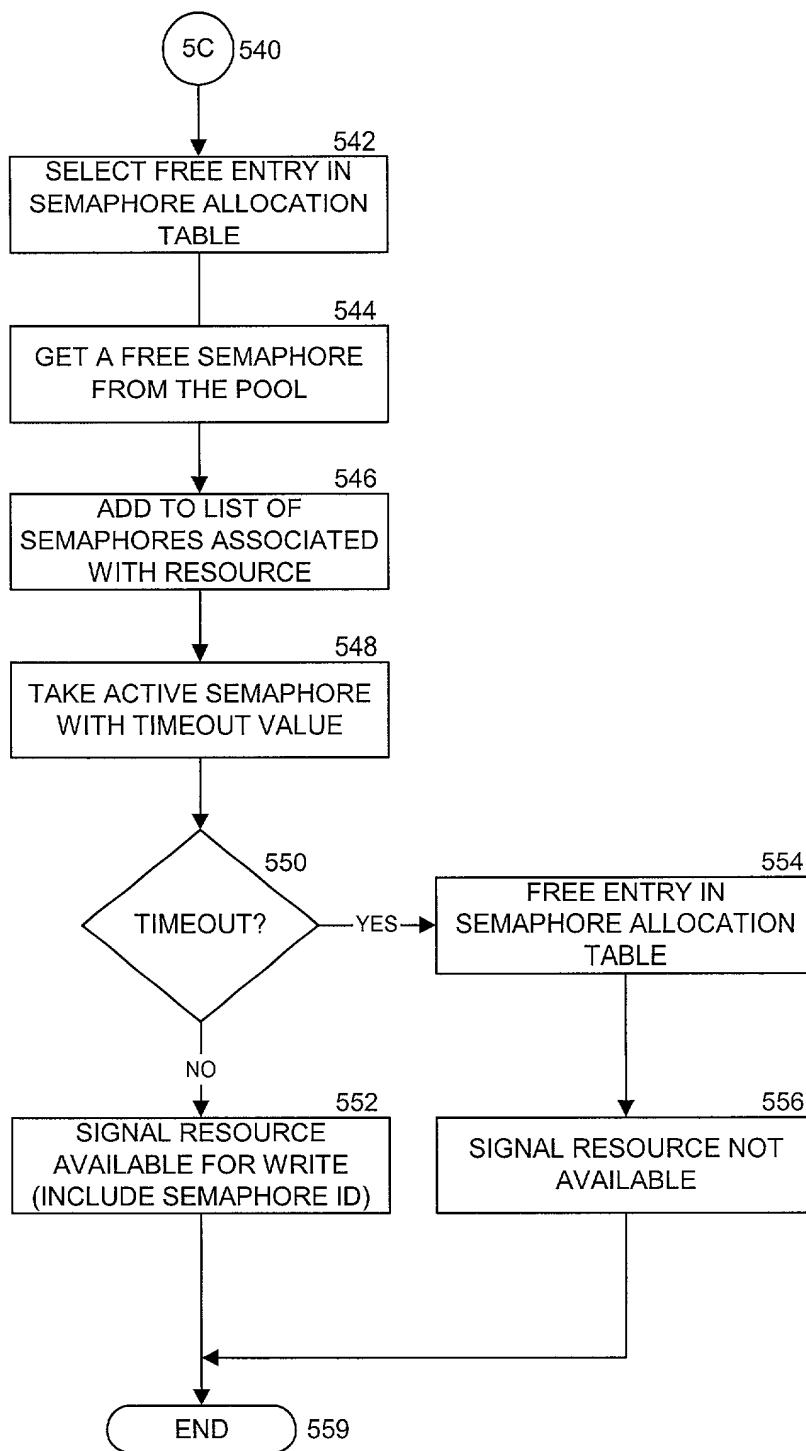 5C
540
542
SELECT FREE ENTRY IN
SEMAPHORE ALLOCATION
TABLE
544
GET A FREE SEMAPHORE
FROM THE POOL
546
ADD TO LIST OF
SEMAPHORES ASSOCIATED
WITH RESOURCE
548
TAKE ACTIVE SEMAPHORE
WITH TIMEOUT VALUE
550
TIMEOUT?
YES
554
FREE ENTRY IN
SEMAPHORE ALLOCATION
TABLE
NO
552
SIGNAL RESOURCE
AVAILABLE FOR WRITE
(INCLUDE SEMAPHORE ID)
556
SIGNAL RESOURCE NOT
AVAILABLE
END
559